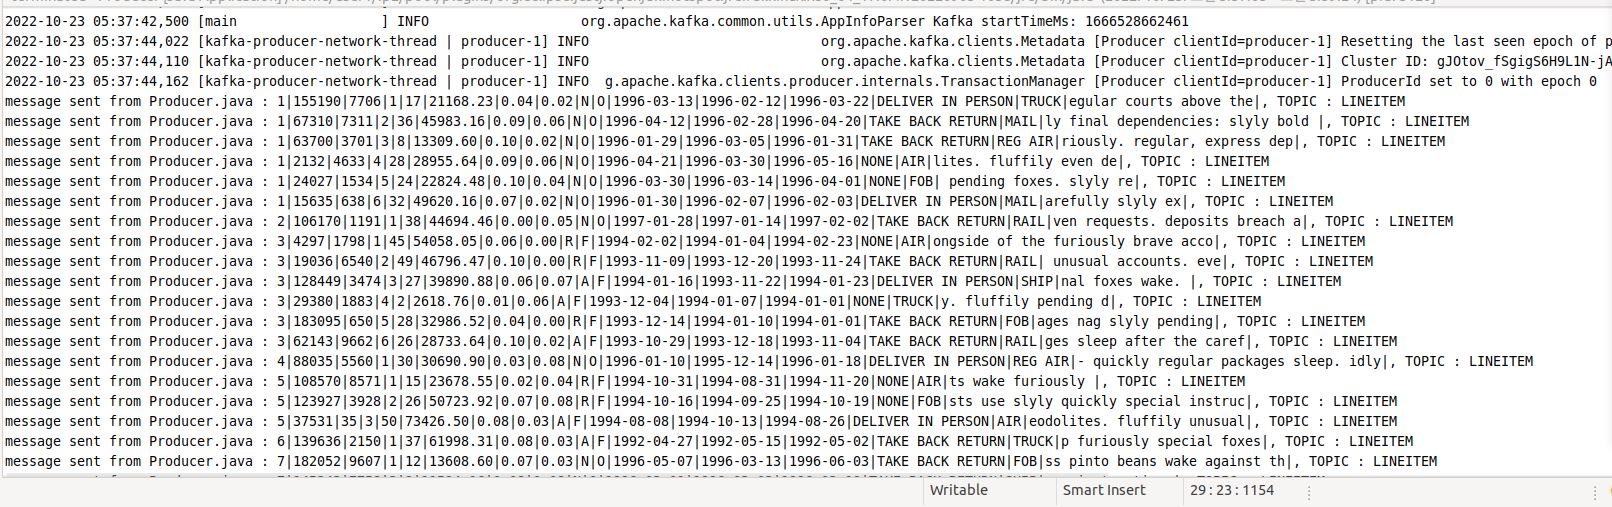 2022-10-23 05:37:42,500 [main                  ] INFO                   org.apache.kafka.common.utils.AppInfoParser Kafka startTimeMs: 1666528662461
2022-10-23 05:37:44,022 [kafka-producer-network-thread | producer-1] INFO                             org.apache.kafka.clients.Metadata [Producer clientId=producer-1] Resetting the last seen epoch of p
2022-10-23 05:37:44,110 [kafka-producer-network-thread | producer-1] INFO                             org.apache.kafka.clients.Metadata [Producer clientId=producer-1] Cluster ID: gJOtov_fSgigS6H9L1N-jA
2022-10-23 05:37:44,162 [kafka-producer-network-thread | producer-1] INFO  g.apache.kafka.clients.producer.internals.TransactionManager [Producer clientId=producer-1] ProducerId set to 0 with epoch 0
message sent from Producer.java : 1|155190|7706|1|17|21168.23|0.04|0.02|N|O|1996-03-13|1996-02-12|1996-03-22|DELIVER IN PERSON|TRUCK|egular courts above the|, TOPIC : LINEITEM
message sent from Producer.java : 1|67310|7311|2|36|45983.16|0.09|0.06|N|O|1996-04-12|1996-02-28|1996-04-20|TAKE BACK RETURN|MAIL|ly final dependencies: slyly bold |, TOPIC : LINEITEM
message sent from Producer.java : 1|63700|3701|3|8|13309.60|0.10|0.02|N|O|1996-01-29|1996-03-05|1996-01-31|TAKE BACK RETURN|REG AIR|riously. regular, express dep|, TOPIC : LINEITEM
message sent from Producer.java : 1|2132|4633|4|28|28955.64|0.09|0.06|N|O|1996-04-21|1996-03-30|1996-05-16|NONE|AIR|lites. fluffily even de|, TOPIC : LINEITEM
message sent from Producer.java : 1|24027|1534|5|24|22824.48|0.10|0.04|N|O|1996-03-30|1996-03-14|1996-04-01|NONE|FOB| pending foxes. slyly re|, TOPIC : LINEITEM
message sent from Producer.java : 1|15635|638|6|32|49620.16|0.07|0.02|N|O|1996-01-30|1996-02-07|1996-02-03|DELIVER IN PERSON|MAIL|arefully slyly ex|, TOPIC : LINEITEM
message sent from Producer.java : 2|106170|1191|1|38|44694.46|0.00|0.05|N|O|1997-01-28|1997-01-14|1997-02-02|TAKE BACK RETURN|RAIL|ven requests. deposits breach a|, TOPIC : LINEITEM
message sent from Producer.java : 3|4297|1798|1|45|54058.05|0.06|0.00|R|F|1994-02-02|1994-01-04|1994-02-23|NONE|AIR|ongside of the furiously brave acco|, TOPIC : LINEITEM
message sent from Producer.java : 3|19036|6540|2|49|46796.47|0.10|0.00|R|F|1993-11-09|1993-12-20|1993-11-24|TAKE BACK RETURN|RAIL| unusual accounts. eve|, TOPIC : LINEITEM
message sent from Producer.java : 3|128449|3474|3|27|39890.88|0.06|0.07|A|F|1994-01-16|1993-11-22|1994-01-23|DELIVER IN PERSON|SHIP|nal foxes wake. |, TOPIC : LINEITEM
message sent from Producer.java : 3|29380|1883|4|2|2618.76|0.01|0.06|A|F|1993-12-04|1994-01-07|1994-01-01|NONE|TRUCK|y. fluffily pending d|, TOPIC : LINEITEM
message sent from Producer.java : 3|183095|650|5|28|32986.52|0.04|0.00|R|F|1993-12-14|1994-01-10|1994-01-01|TAKE BACK RETURN|FOB|ages nag slyly pending|, TOPIC : LINEITEM
message sent from Producer.java : 3|62143|9662|6|26|28733.64|0.10|0.02|A|F|1993-10-29|1993-12-18|1993-11-04|TAKE BACK RETURN|RAIL|ges sleep after the caref|, TOPIC : LINEITEM
message sent from Producer.java : 4|88035|5560|1|30|30690.90|0.03|0.08|N|O|1996-01-10|1995-12-14|1996-01-18|DELIVER IN PERSON|REG AIR|- quickly regular packages sleep. idly|, TOPIC : LINEITEM
message sent from Producer.java : 5|108570|8571|1|15|23678.55|0.02|0.04|R|F|1994-10-31|1994-08-31|1994-11-20|NONE|AIR|ts wake furiously |, TOPIC : LINEITEM
message sent from Producer.java : 5|123927|3928|2|26|50723.92|0.07|0.08|R|F|1994-10-16|1994-09-25|1994-10-19|NONE|FOB|sts use slyly quickly special instruc|, TOPIC : LINEITEM
message sent from Producer.java : 5|37531|35|3|50|73426.50|0.08|0.03|A|F|1994-08-08|1994-10-13|1994-08-26|DELIVER IN PERSON|AIR|eodolites. fluffily unusual|, TOPIC : LINEITEM
message sent from Producer.java : 6|139636|2150|1|37|61998.31|0.08|0.03|A|F|1992-04-27|1992-05-15|1992-05-02|TAKE BACK RETURN|TRUCK|p furiously special foxes|, TOPIC : LINEITEM
message sent from Producer.java : 7|182052|9607|1|12|13608.60|0.07|0.03|N|O|1996-05-07|1996-03-13|1996-06-03|TAKE BACK RETURN|FOB|ss pinto beans wake against th|, TOPIC : LINEITEM
Writable Smart Insert 29:23:1154